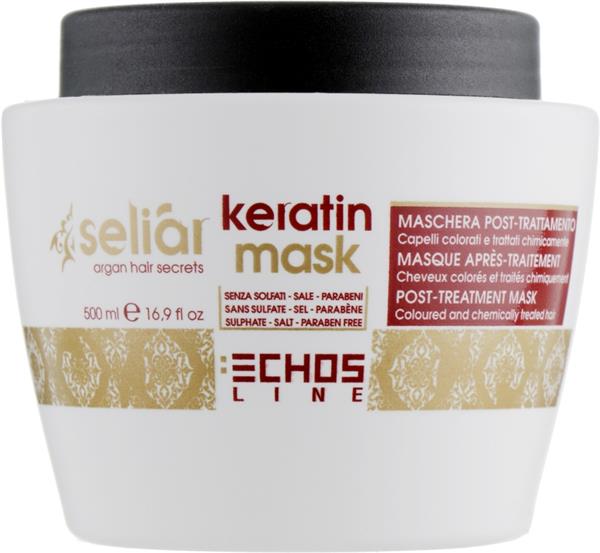 seliár
argan hair secrets
500 ml e 16,9 fl oz
keratin
mask
SENZA SOLFATI - SALE - PARABENI
SANS SULFATE - SEL - PARABÈNE
SULPHATE - SALT - PARABEN FREE
ECHOS
LINE
MASCHERA POST-TRATTAMENTO
Capelli colorati e trattati chimicamente
MASQUE APRÈS-TRAITEMENT
Cheveux colorés et traités chimiquement
POST-TREATMENT MASK
Coloured and chemically treated hair